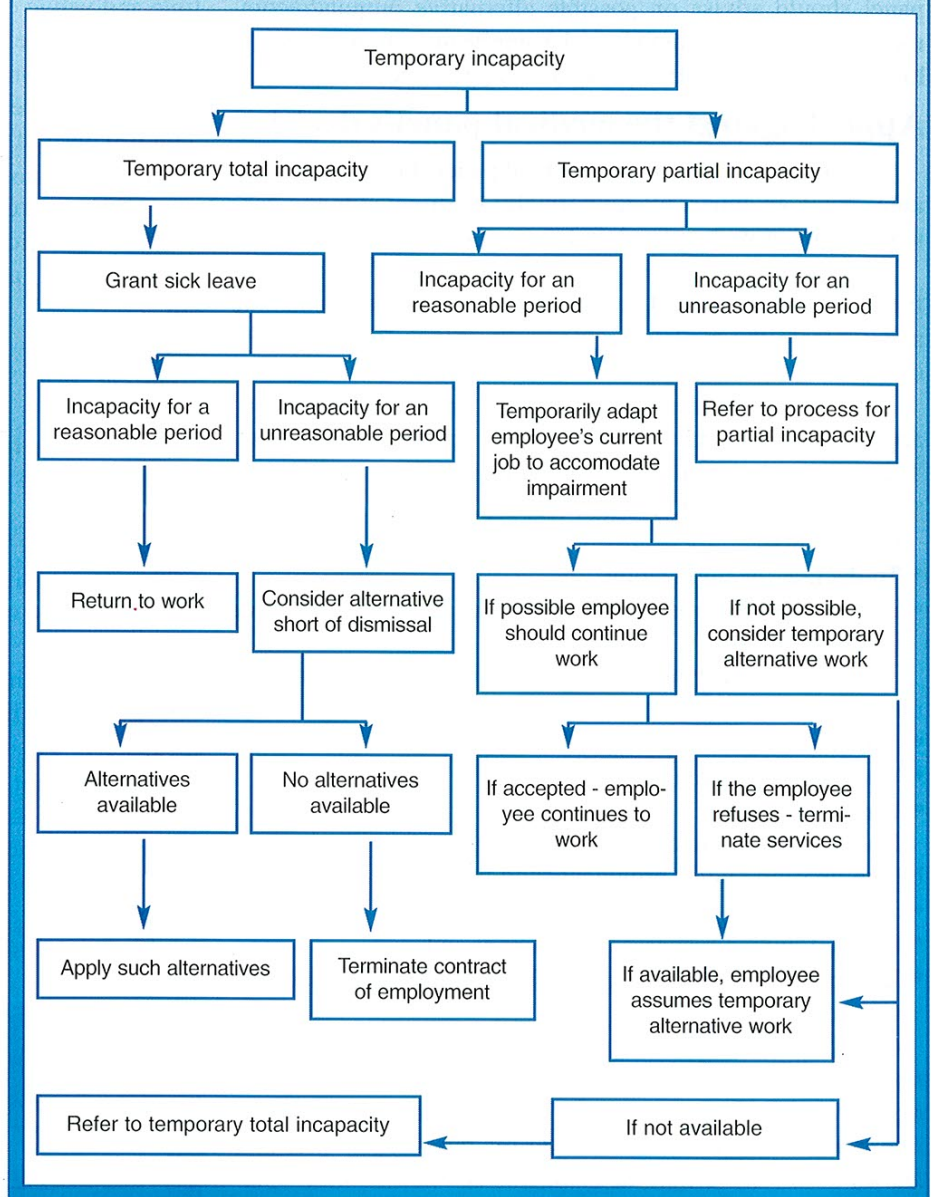 Temporary incapacity
Temporary total incapacity
Temporary partial incapacity
Grant sick leave
Incapacity for an
reasonable period
Incapacity for an
unreasonable period
Incapacity for a
reasonable period
Incapacity for an
unreasonable period
Temporarily adapt
employee's current
job to accomodate
impairment
Refer to process for
partial incapacity
Return to work
Consider alternative
short of dismissal
If possible employee
should continue
work
If not possible,
consider temporary
alternative work
Alternatives
available
No alternatives
available
If accepted - emplo-
yee continues to
work
If the employee
refuses - termi-
nate services
Apply such alternatives
Terminate contract
of employment
If available, employee
assumes temporary
alternative work
Refer to temporary total incapacity
If not available